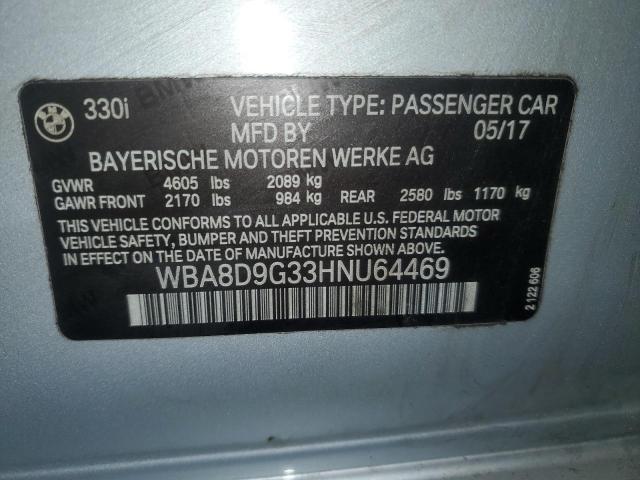 BMW
330i VEHICLE TYPE: PASSENGER CAR
MFD BY 05/17
BAYERISCHE MOTOREN WERKE AG
GVWR 4605 lbs 2089 kg
GAWR FRONT 2170 lbs 984 kg REAR 2580 lbs 1170 kg
THIS VEHICLE CONFORMS TO ALL APPLICABLE U.S. FEDERAL MOTOR
VEHICLE SAFETY, BUMPER AND THEFT PREVENTION STANDARDS
IN EFFECT ON THE DATE OF MANUFACTURE SHOWN ABOVE.
WBA8D9G33HNU64469
2 122 606